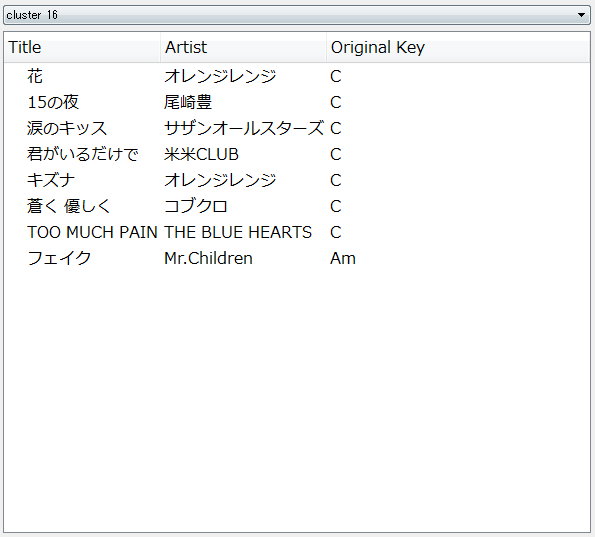 cluster 16
Title Artist Original Key
花 オレンジレンジ C
15の夜 尾崎豊 C
涙のキッス サザンオールスターズ C
君がいるだけで 米米CLUB C
キズナ オレンジレンジ C
蒼く 優しく コブクロ C
TOO MUCH PAIN THE BLUE HEARTS C
フェイク Mr.Children Am